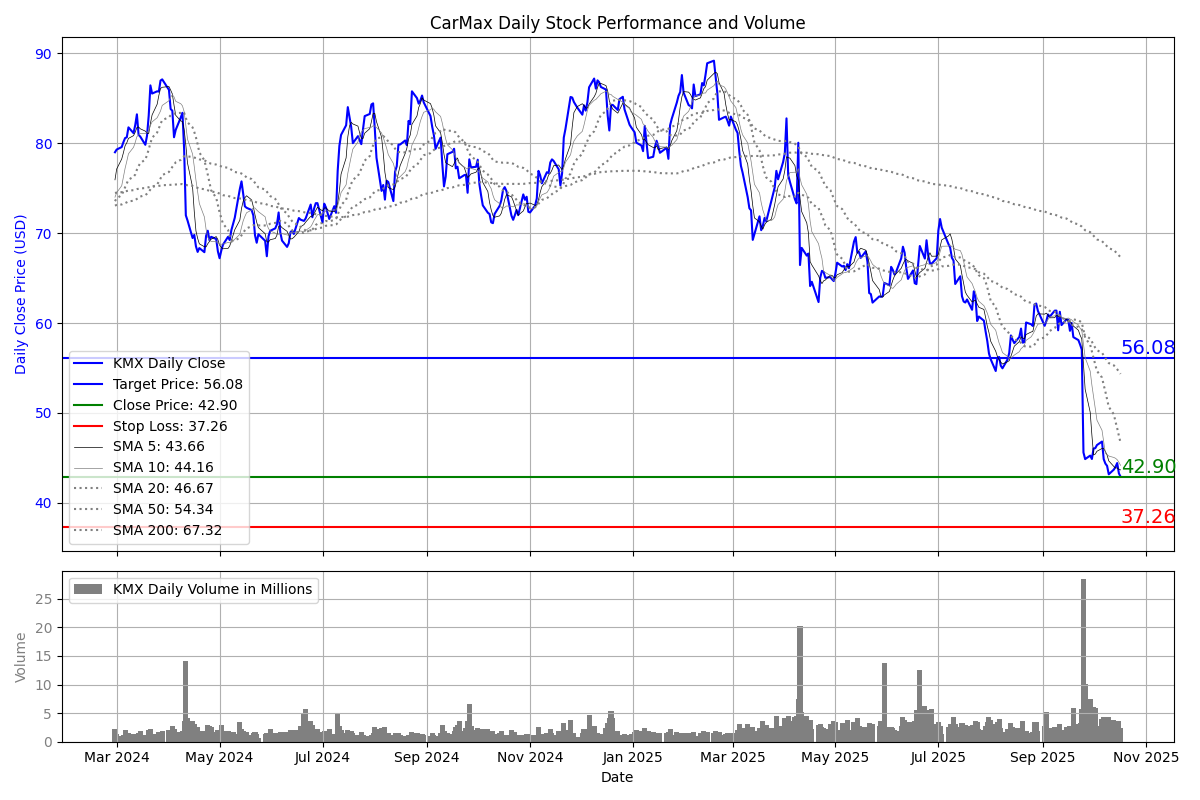 CarMax Daily Stock Performance and Volume
Daily Close Price (USD)
90
80
70
60
50
40
56.08
42.90
37.26
KMX Daily Close
Target Price: 56.08
Close Price: 42.90
Stop Loss: 37.26
SMA 5: 43.66
SMA 10: 44.16
SMA 20: 46.67
SMA 50: 54.34
SMA 200: 67.32
KMX Daily Volume in Millions
Volume
25
20
15
10
5
0
Mar 2024 May 2024 Jul 2024 Sep 2024 Nov 2024 Jan 2025 Mar 2025 May 2025 Jul 2025 Sep 2025 Nov 2025
Date